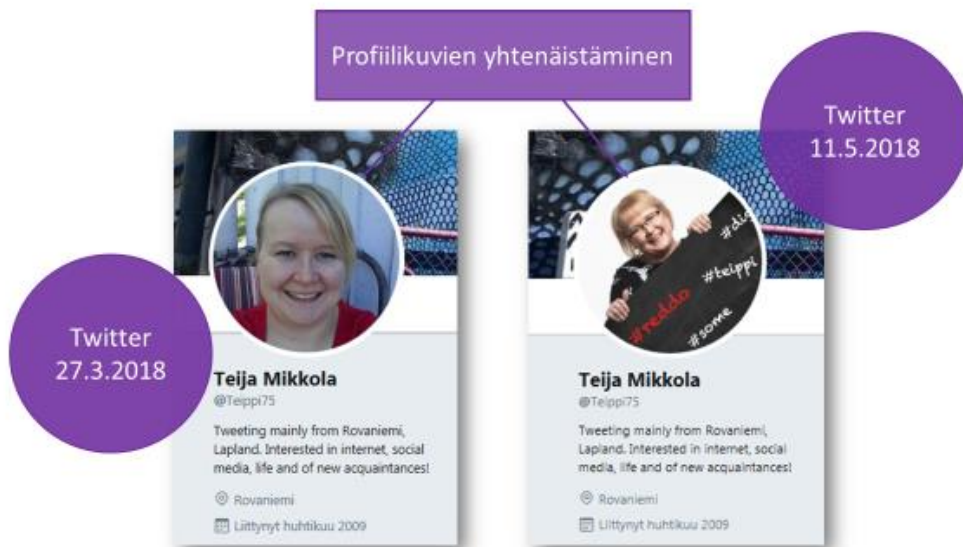 Profiilikuvien yhtenäistäminen
Twitter
11.5.2018
Twitter
27.3.2018
Teija Mikkola
@Teippi75
Tweeting mainly from Rovaniemi,
Lapland. Interested in internet, social
media, life and of new acquaintances!
Rovaniemi
Liittynyt huhtikuu 2009
#dis
#teippi
#reddo
#some
Teija Mikkola
@Teippi75
Tweeting mainly from Rovaniemi,
Lapland. Interested in internet, social
media, life and of new acquaintances!
Rovaniemi
Liittynyt huhtikuu 2009